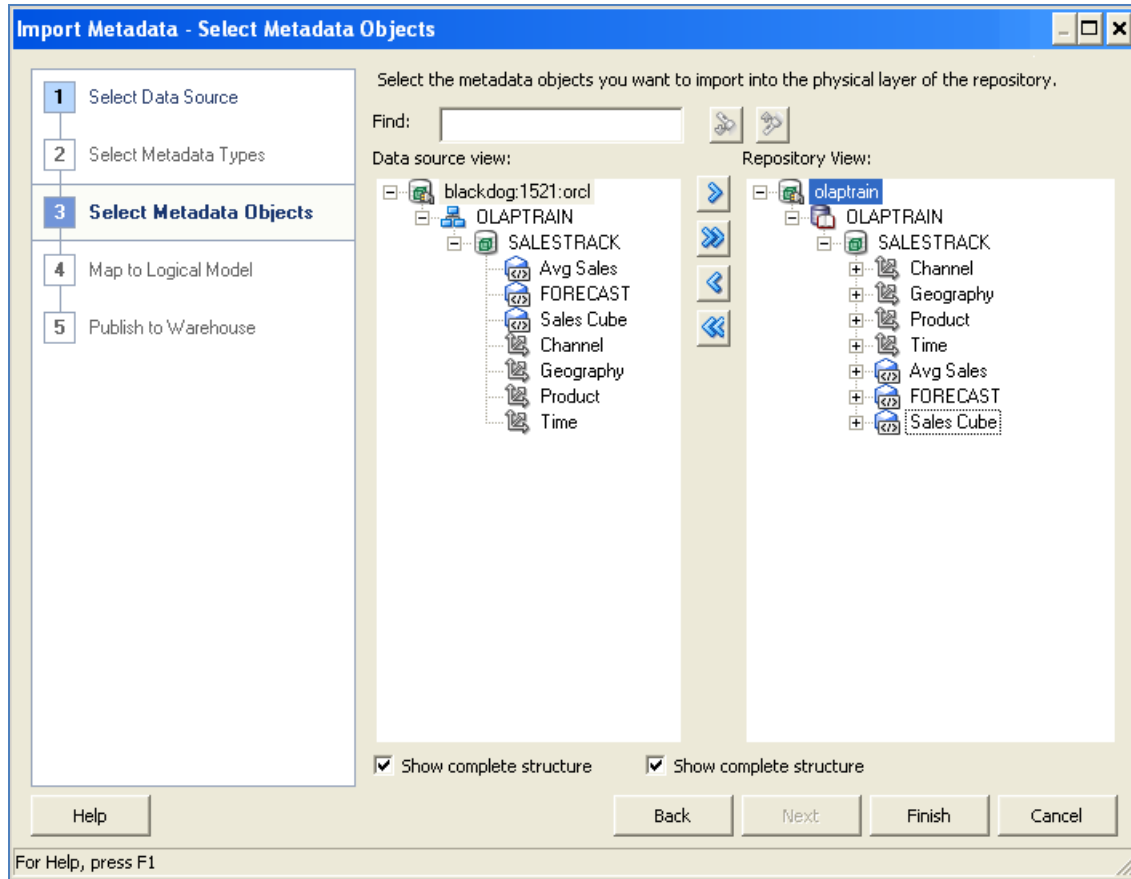 Import Metadata - Select Metadata Objects
1 Select Data Source
2 Select Metadata Types
3 Select Metadata Objects
4 Map to Logical Model
5 Publish to Warehouse
Select the metadata objects you want to import into the physical layer of the repository.
Find:
Data source view:
blackdog:1521:orcl
OLAPTRAIN
SALESTRACK
Avg Sales
FORECAST
Sales Cube
Channel
Geography
Product
Time
Show complete structure
Repository View:
olaptrain
OLAPTRAIN
SALESTRACK
Channel
Geography
Product
Time
Avg Sales
FORECAST
Sales Cube
Show complete structure
Help
Back
Next
Finish
Cancel
For Help, press F1